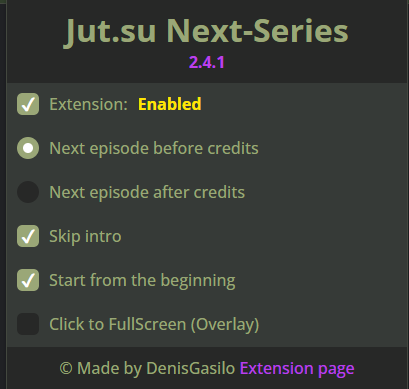 Jut.su Next-Series
2.4.1
Extension: Enabled
Next episode before credits
Next episode after credits
Skip intro
Start from the beginning
Click to FullScreen (Overlay)
© Made by DenisGasilo Extension page